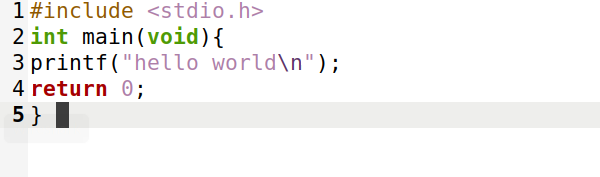 1 #include <stdio.h>
2 int main(void){
3 printf("hello world\n");
4 return 0;
5 }